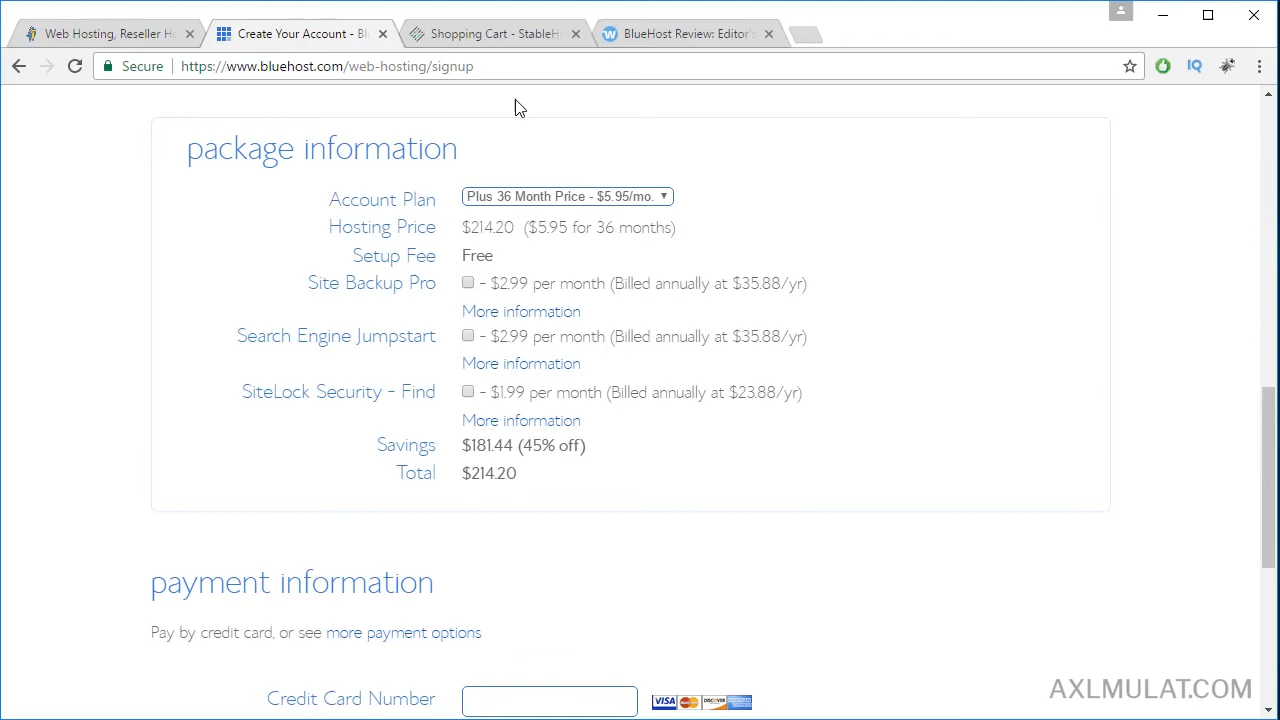 Web Hosting, Reseller Ho
Create Your Account - Bl
Shopping Cart - StableH
BlueHost Review: Editor's
Secure
https://www.bluehost.com/web-hosting/signup
IQ
package information
Account Plan
Plus 36 Month Price - $5.95/mo.
Hosting Price
$214.20 ($5.95 for 36 months)
Setup Fee
Free
Site Backup Pro
- $2.99 per month (Billed annually at $35.88/yr)
More information
Search Engine Jumpstart
- $2.99 per month (Billed annually at $35.88/yr)
More information
SiteLock Security - Find
- $1.99 per month (Billed annually at $23.88/yr)
More information
Savings
$181.44 (45% off)
Total
$214.20
payment information
Pay by credit card, or see more payment options
Credit Card Number
VISA
DISCOVER
AXLMULAT.COM